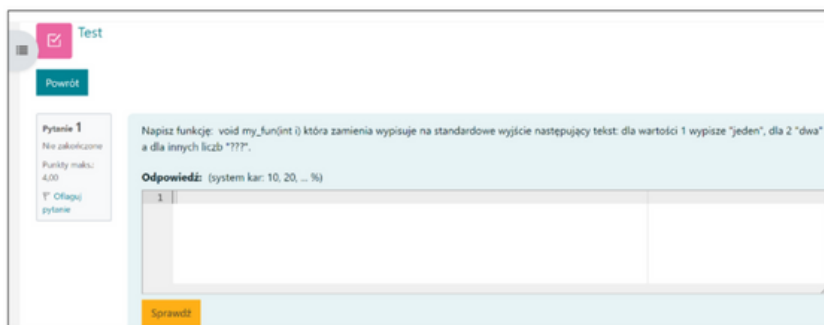 Test
Powrót
Pytanie 1
Nie zakończone
Punkty maks.:
4,00
Oflaguj
pytanie
Napisz funkcję: void my_fun(int i) która zamienia wypisuje na standardowe wyjście następujący tekst: dla wartości 1 wypisze "jeden", dla 2 "dwa"
a dla innych liczb "???".
Odpowiedź: (system kar: 10, 20, ... %)
1
Sprawdź